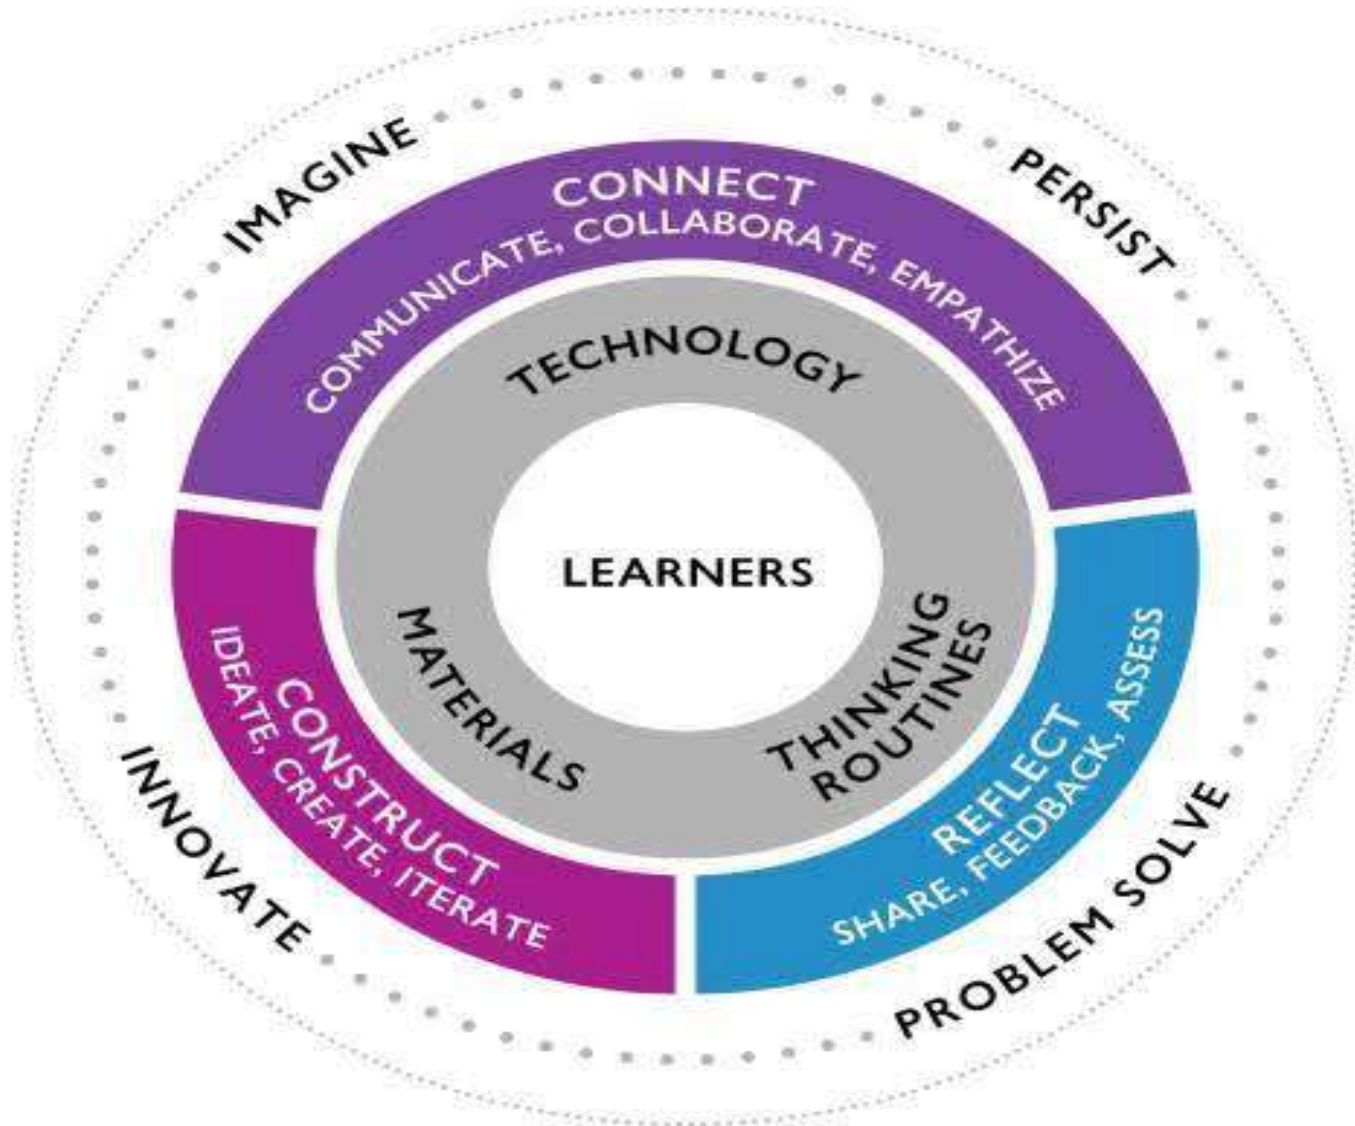 IMAGINE
PERSIST
CONNECT
COMMUNICATE, COLLABORATE, EMPATHIZE
TECHNOLOGY
LEARNERS
MATERIALS
THINKING
ROUTINES
CONSTRUCT
IDEATE, CREATE, ITERATE
REFLECT
SHARE, FEEDBACK, ASSESS
INNOVATE
PROBLEM SOLVE